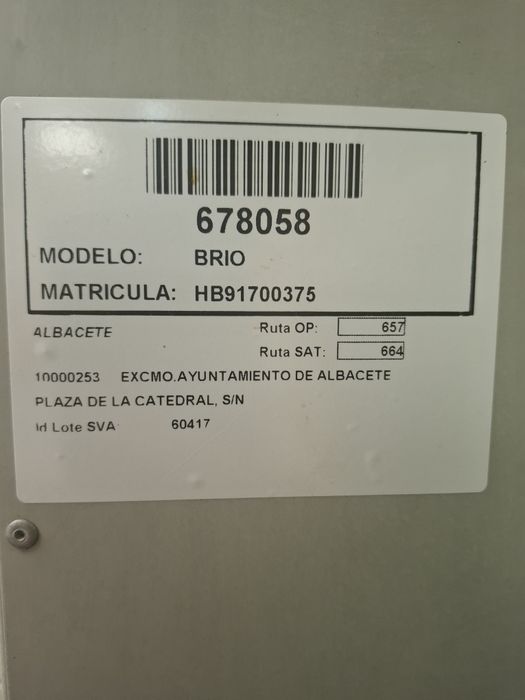 678058
MODELO: BRIO
MATRICULA: HB91700375
ALBACETE Ruta OP: 657
Ruta SAT: 664
10000253 EXCMO.AYUNTAMIENTO DE ALBACETE
PLAZA DE LA CATEDRAL, S/N
Id Lote SVA 60417